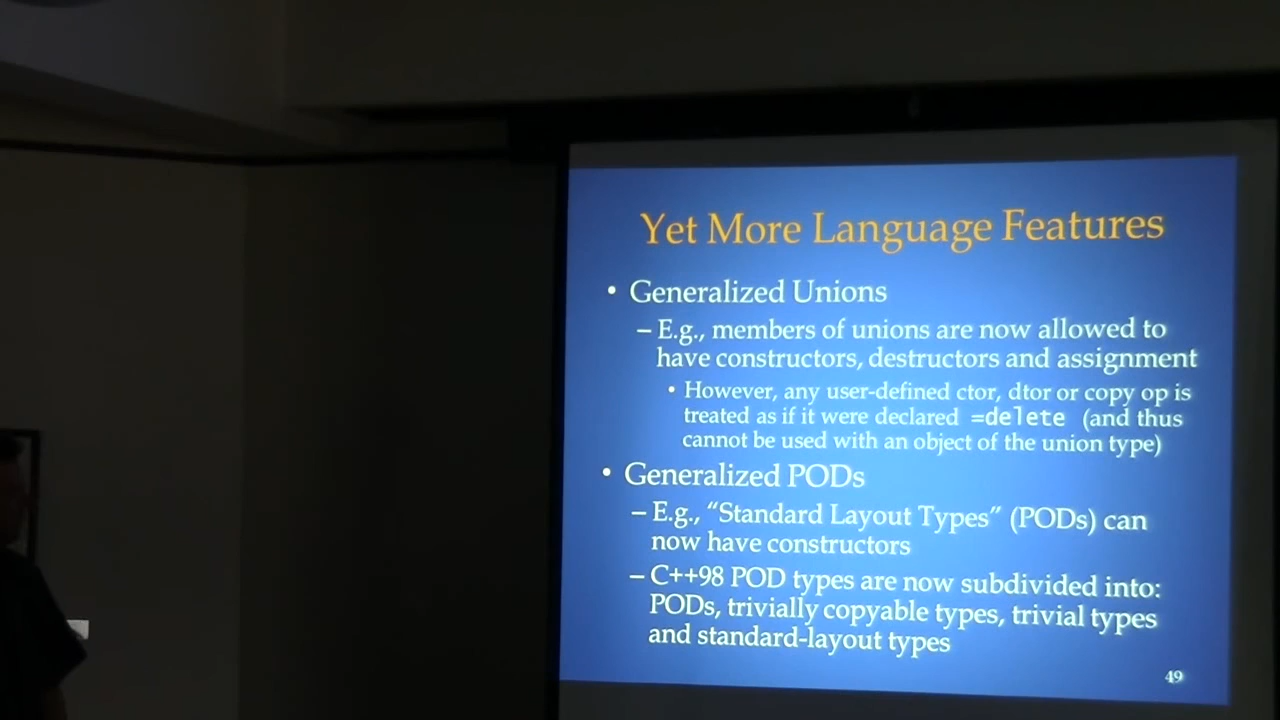 Yet More Language Features
• Generalized Unions
– E.g., members of unions are now allowed to
have constructors, destructors and assignment
• However, any user-defined ctor, dtor or copy op is
treated as if it were declared =delete (and thus
cannot be used with an object of the union type)
• Generalized PODs
– E.g., “Standard Layout Types” (PODs) can
now have constructors
– C++98 POD types are now subdivided into:
PODs, trivially copyable types, trivial types
and standard-layout types
49